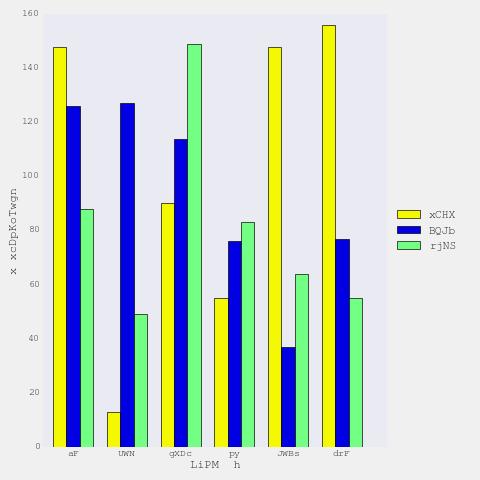 160
140
120
100
80
60
40
20
0
x xcDpKoTwgn
aF UWN gXDc py JWBs drF
LiPM h
xCHX
BQJb
rjNS